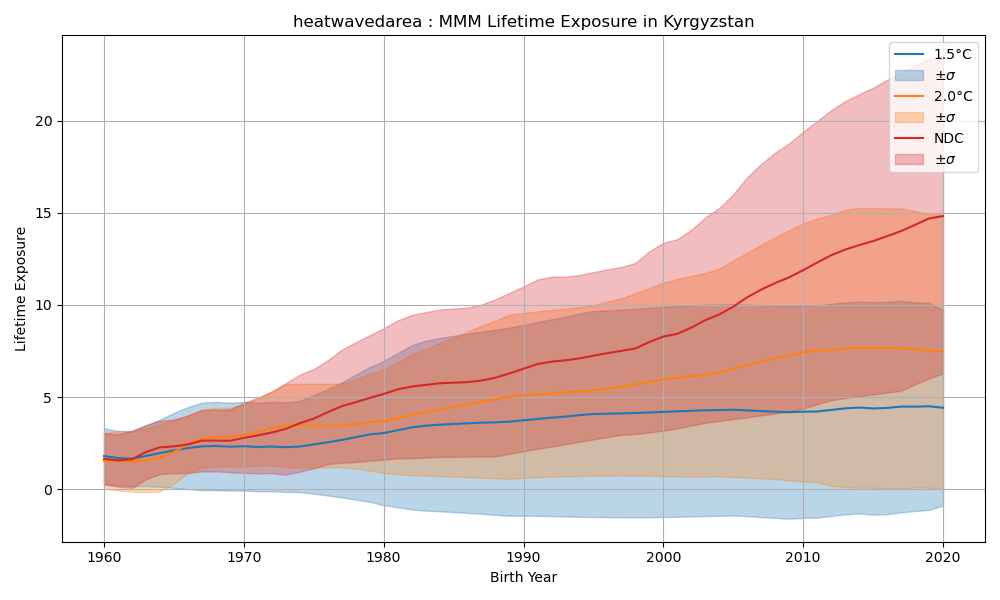 heatwavedarea : MMM Lifetime Exposure in Kyrgyzstan
Lifetime Exposure
20
15
10
5
0
1960 1970 1980 1990 2000 2010 2020
Birth Year
1.5°C
±σ
2.0°C
±σ
NDC
±σ